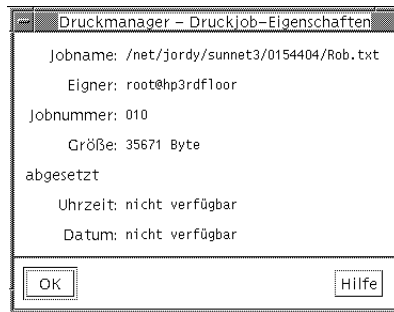 Druckmanager – Druckjob-Eigenschaften
Jobname: /net/jordy/sunnet3/0154404/Rob.txt
Eigner: root@hp3rdfloor
Jobnummer: 010
Größe: 35671 Byte
abgesetzt
Uhrzeit: nicht verfügbar
Datum: nicht verfügbar
OK Hilfe